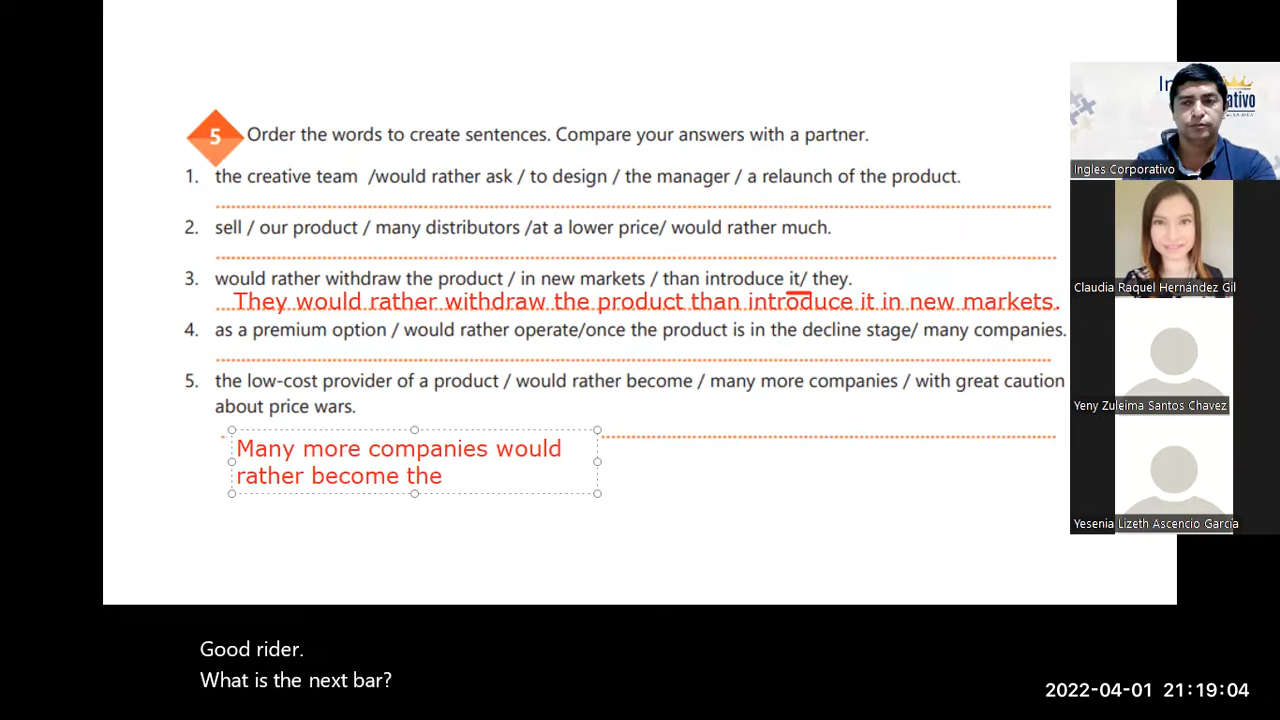 5 Order the words to create sentences. Compare your answers with a partner.
1. the creative team /would rather ask / to design / the manager / a relaunch of the product.
2. sell / our product / many distributors /at a lower price/ would rather much.
3. would rather withdraw the product / in new markets / than introduce it/ they.
They would rather withdraw the product than introduce it in new markets.
4. as a premium option / would rather operate/once the product is in the decline stage/ many companies.
5. the low-cost provider of a product / would rather become / many more companies / with great caution
about price wars.
Many more companies would
rather become the
ativo
Ingles Corporativo
Claudia Raquel Hernández Gil
Yeny Zuleima Santos Chavez
Yesenia Lizeth Ascencio Garcia
Good rider.
What is the next bar?
2022-04-01 21:19:04